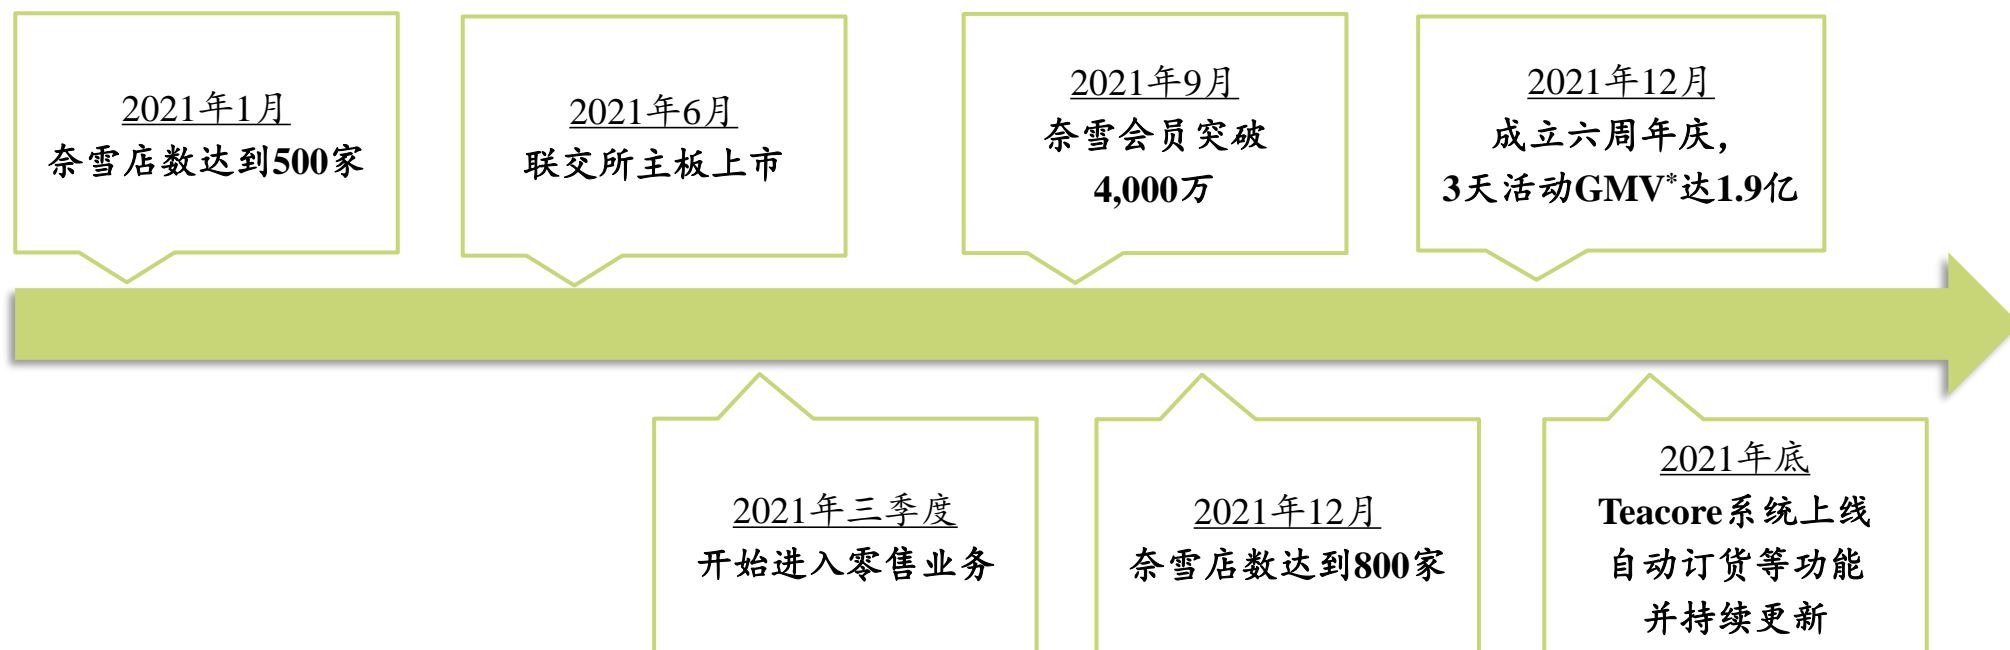 2021年1月
奈雪店数达到500家
2021年6月
联交所主板上市
2021年9月
奈雪会员突破
4,000万
2021年12月
成立六周年庆，
3天活动GMV*达1.9亿
2021年三季度
开始进入零售业务
2021年12月
奈雪店数达到800家
2021年底
Teacore系统上线
自动订货等功能
并持续更新